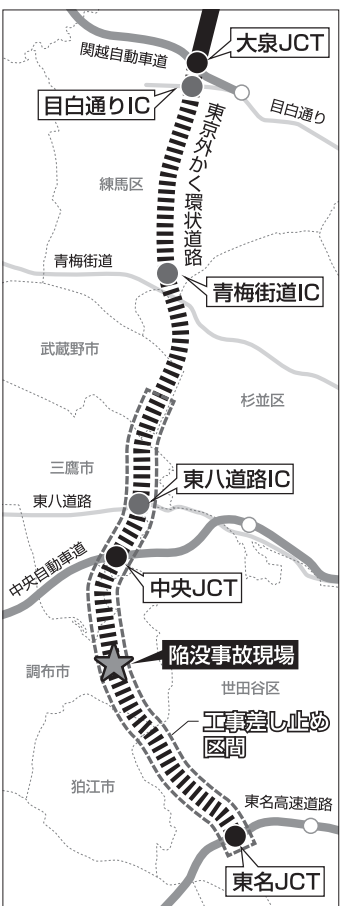 大泉JCT
関越自動車道
目白通りIC
目白通り
東京外かく環状道路
練馬区
青梅街道
青梅街道IC
武蔵野市
杉並区
三鷹市
東八道路IC
東八道路
中央自動車道
中央JCT
陥没事故現場
調布市
世田谷区
工事差し止め
区間
狛江市
東名高速道路
東名JCT